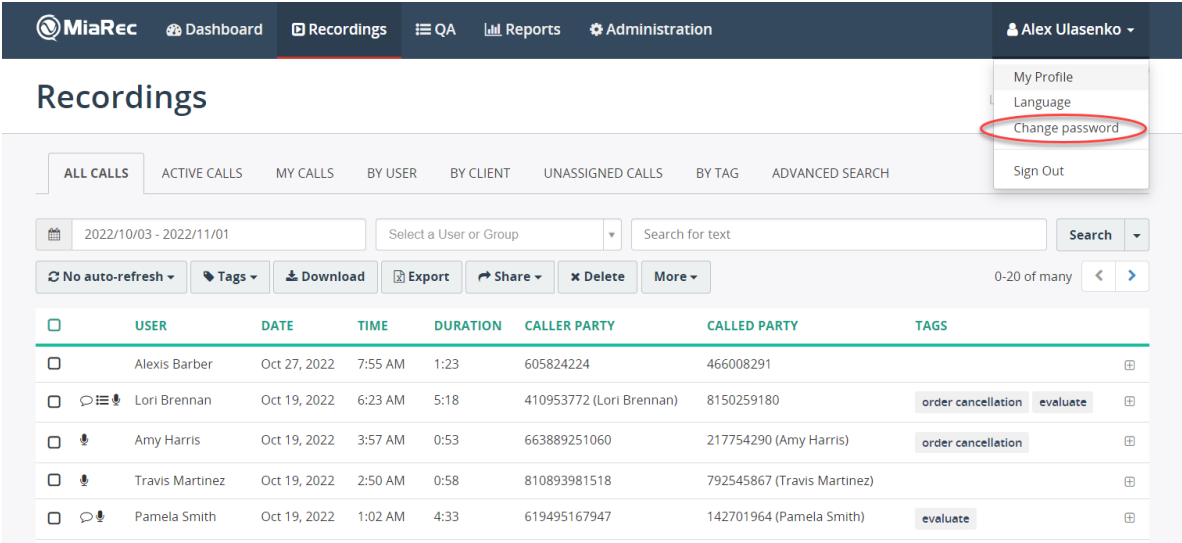 MiaRec Dashboard Recordings QA Reports Administration Alex Ulasenko
My Profile
Language
Change password
Sign Out
Recordings
ALL CALLS ACTIVE CALLS MY CALLS BY USER BY CLIENT UNASSIGNED CALLS BY TAG ADVANCED SEARCH
2022/10/03 - 2022/11/01 Select a User or Group Search for text Search
No auto-refresh Tags Download Export Share Delete More 0-20 of many
USER DATE TIME DURATION CALLER PARTY CALLED PARTY TAGS
Alexis Barber Oct 27, 2022 7:55 AM 1:23 605824224 466008291
Lori Brennan Oct 19, 2022 6:23 AM 5:18 410953772 (Lori Brennan) 8150259180 order cancellation evaluate
Amy Harris Oct 19, 2022 3:57 AM 0:53 663889251060 217754290 (Amy Harris) order cancellation
Travis Martinez Oct 19, 2022 2:50 AM 0:58 810893981518 792545867 (Travis Martinez)
Pamela Smith Oct 19, 2022 1:02 AM 4:33 619495167947 142701964 (Pamela Smith) evaluate